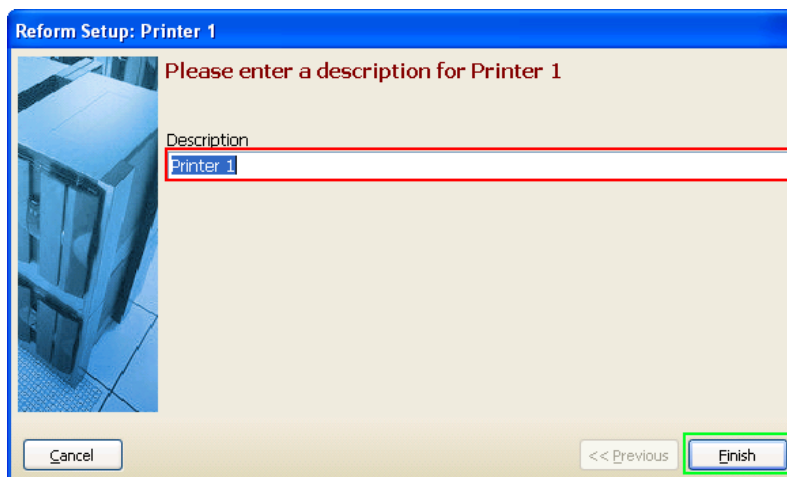 Reform Setup: Printer 1
Please enter a description for Printer 1
Description
Printer 1
Cancel
<< Previous
Finish